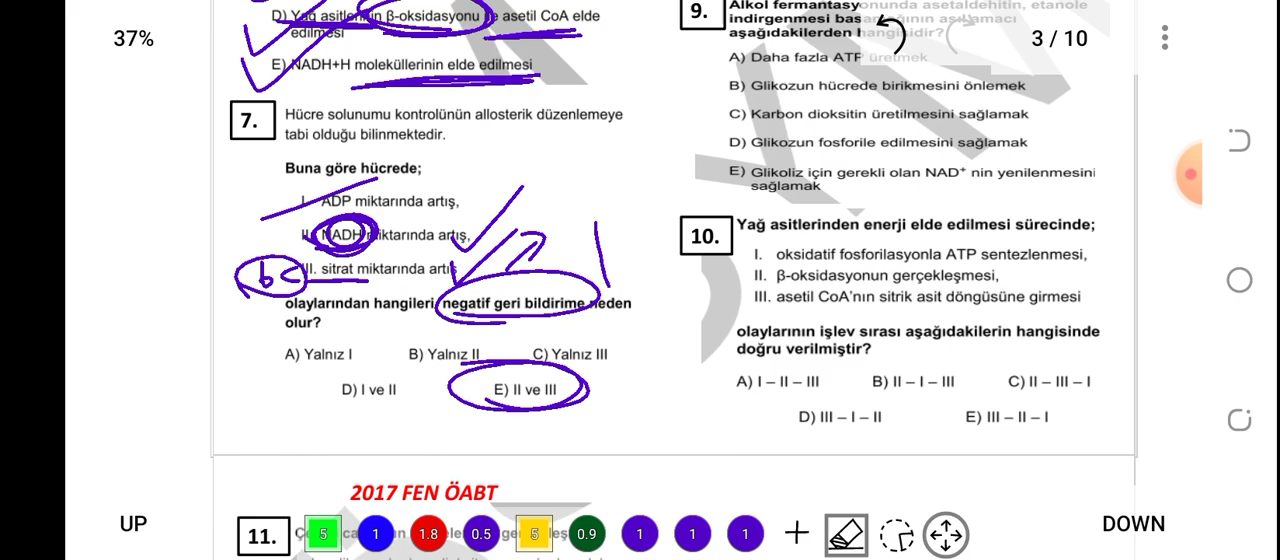 37%
D) Yağ asitlerinin β-oksidasyonu ile asetil CoA elde
edilmesi
E) NADH+H moleküllerinin elde edilmesi
7.
Hücre solunumu kontrolünün allosterik düzenlemeye
tabi olduğu bilinmektedir.
Buna göre hücrede;
I. ADP miktarında artış,
II. NADH miktarında artış,
III. sitrat miktarında artış
olaylarından hangileri negatif geri bildirime neden
olur?
A) Yalnız I B) Yalnız II C) Yalnız III
D) I ve II E) II ve III
9.
Alkol fermantasyonunda asetaldehitin, etanole
indirgenmesi basamağının
aşağıdakilerden hangisidir?
A) Daha fazla ATP üretmek
B) Glikozun hücrede birikmesini önlemek
C) Karbon dioksitin üretilmesini sağlamak
D) Glikozun fosforile edilmesini sağlamak
E) Glikoliz için gerekli olan NAD⁺ nin yenilenmesini
sağlamak
3 / 10
10.
Yağ asitlerinden enerji elde edilmesi sürecinde;
I. oksidatif fosforilasyonla ATP sentezlenmesi,
II. β-oksidasyonun gerçekleşmesi,
III. asetil CoA'nın sitrik asit döngüsüne girmesi
olaylarının işlev sırası aşağıdakilerin hangisinde
doğru verilmiştir?
A) I – II – III B) II – I – III C) II – III – I
D) III – I – II E) III – II – I
2017 FEN ÖABT
UP
11.
5 1 1.8 0.5 5 0.9 1 1 1
DOWN